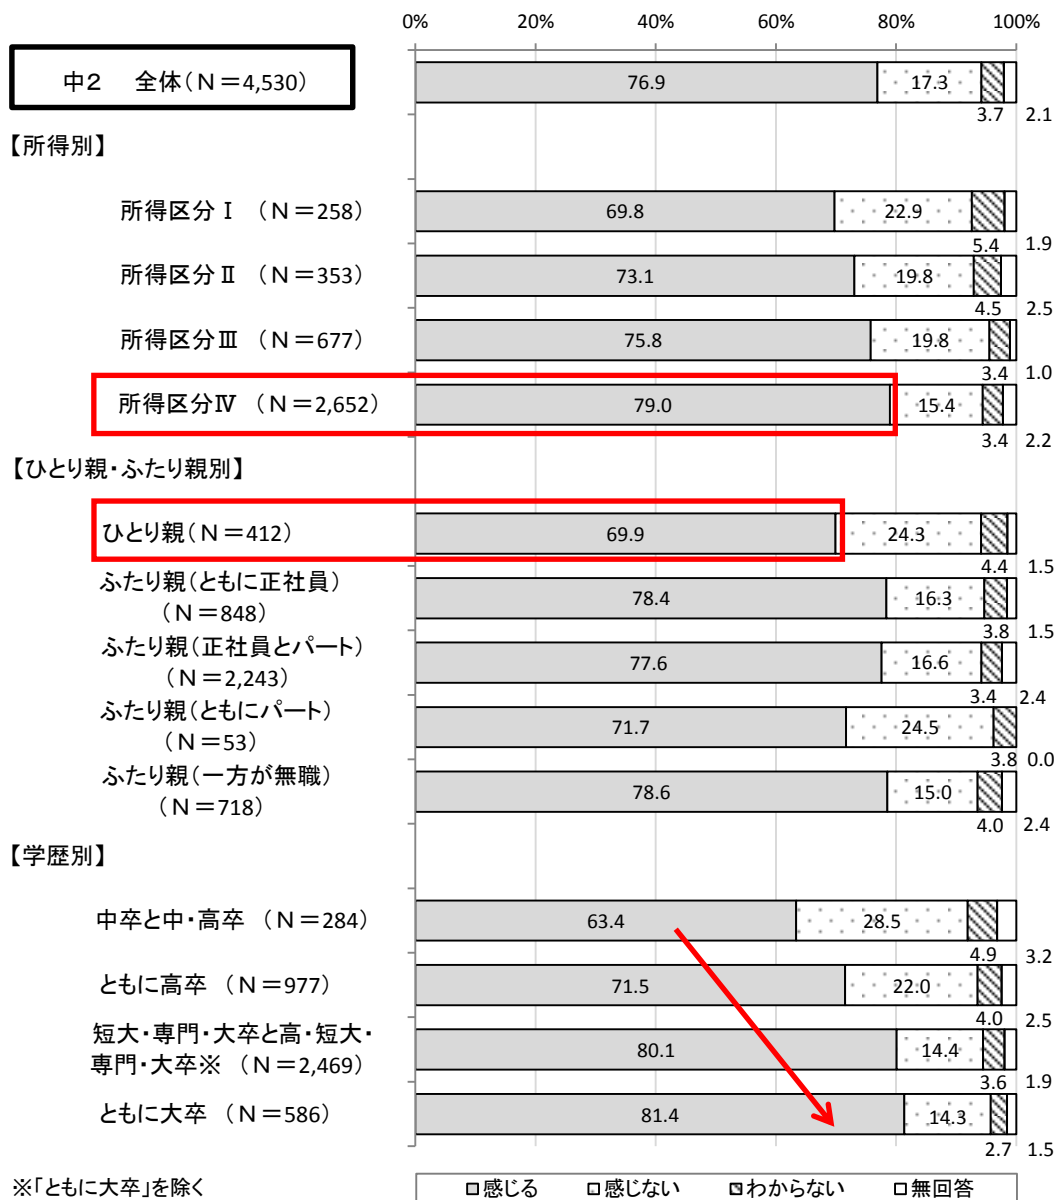 0% 20% 40% 60% 80% 100%
中2 全体(N=4,530) 76.9 17.3
3.7 2.1
【所得別】
所得区分Ⅰ (N=258) 69.8 22.9
5.4 1.9
所得区分Ⅱ (N=353) 73.1 19.8
4.5 2.5
所得区分Ⅲ (N=677) 75.8 19.8
3.4 1.0
所得区分Ⅳ (N=2,652) 79.0 15.4
3.4 2.2
【ひとり親・ふたり親別】
ひとり親(N=412) 69.9 24.3
4.4 1.5
ふたり親(ともに正社員)
(N=848) 78.4 16.3
3.8 1.5
ふたり親(正社員とパート)
(N=2,243) 77.6 16.6
3.4 2.4
ふたり親(ともにパート)
(N=53) 71.7 24.5
3.8 0.0
ふたり親(一方が無職)
(N=718) 78.6 15.0
4.0 2.4
【学歴別】
中卒と中・高卒 (N=284) 63.4 28.5
4.9 3.2
ともに高卒 (N=977) 71.5 22.0
4.0 2.5
短大・専門・大卒と高・短大・
専門・大卒※ (N=2,469) 80.1 14.4
3.6 1.9
ともに大卒 (N=586) 81.4 14.3
2.7 1.5
※「ともに大卒」を除く 感じる 感じない わからない 無回答